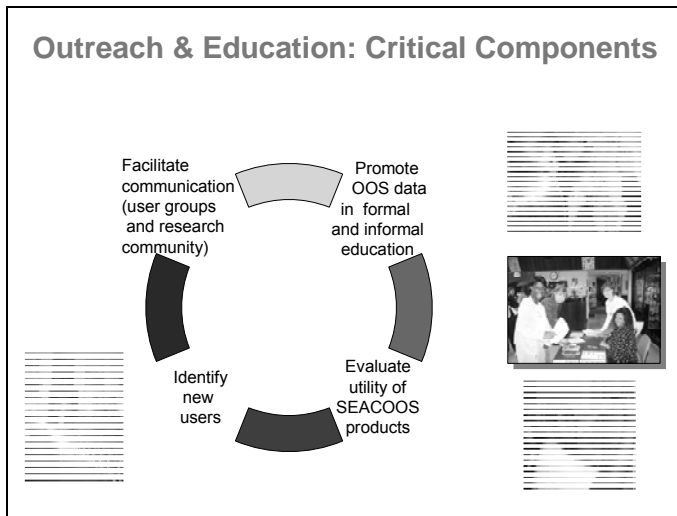 Outreach & Education: Critical Components
Facilitate
communication
(user groups
and research
community)
Promote
OOS data
in formal
and informal
education
Identify
new
users
Evaluate
utility of
SEACOOS
products